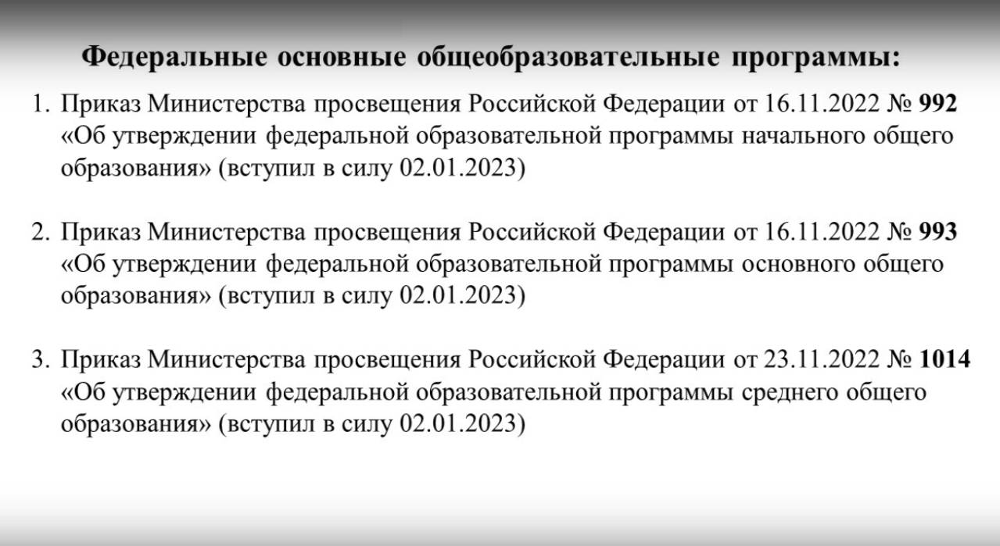 Федеральные основные общеобразовательные программы:
1. Приказ Министерства просвещения Российской Федерации от 16.11.2022 № 992
«Об утверждении федеральной образовательной программы начального общего
образования» (вступил в силу 02.01.2023)
2. Приказ Министерства просвещения Российской Федерации от 16.11.2022 № 993
«Об утверждении федеральной образовательной программы основного общего
образования» (вступил в силу 02.01.2023)
3. Приказ Министерства просвещения Российской Федерации от 23.11.2022 № 1014
«Об утверждении федеральной образовательной программы среднего общего
образования» (вступил в силу 02.01.2023)